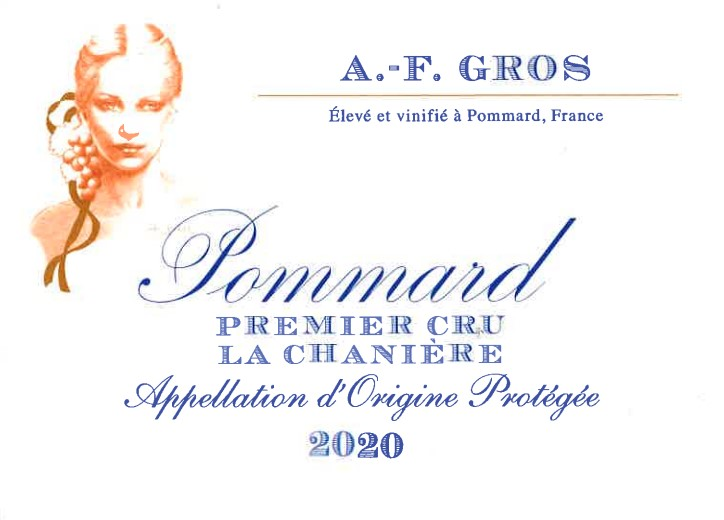 A.-F. GROS
Élevé et vinifié à Pommard, France
Pommard
PREMIER CRU
LA CHANIÈRE
Appellation d'Origine Protégée
2020